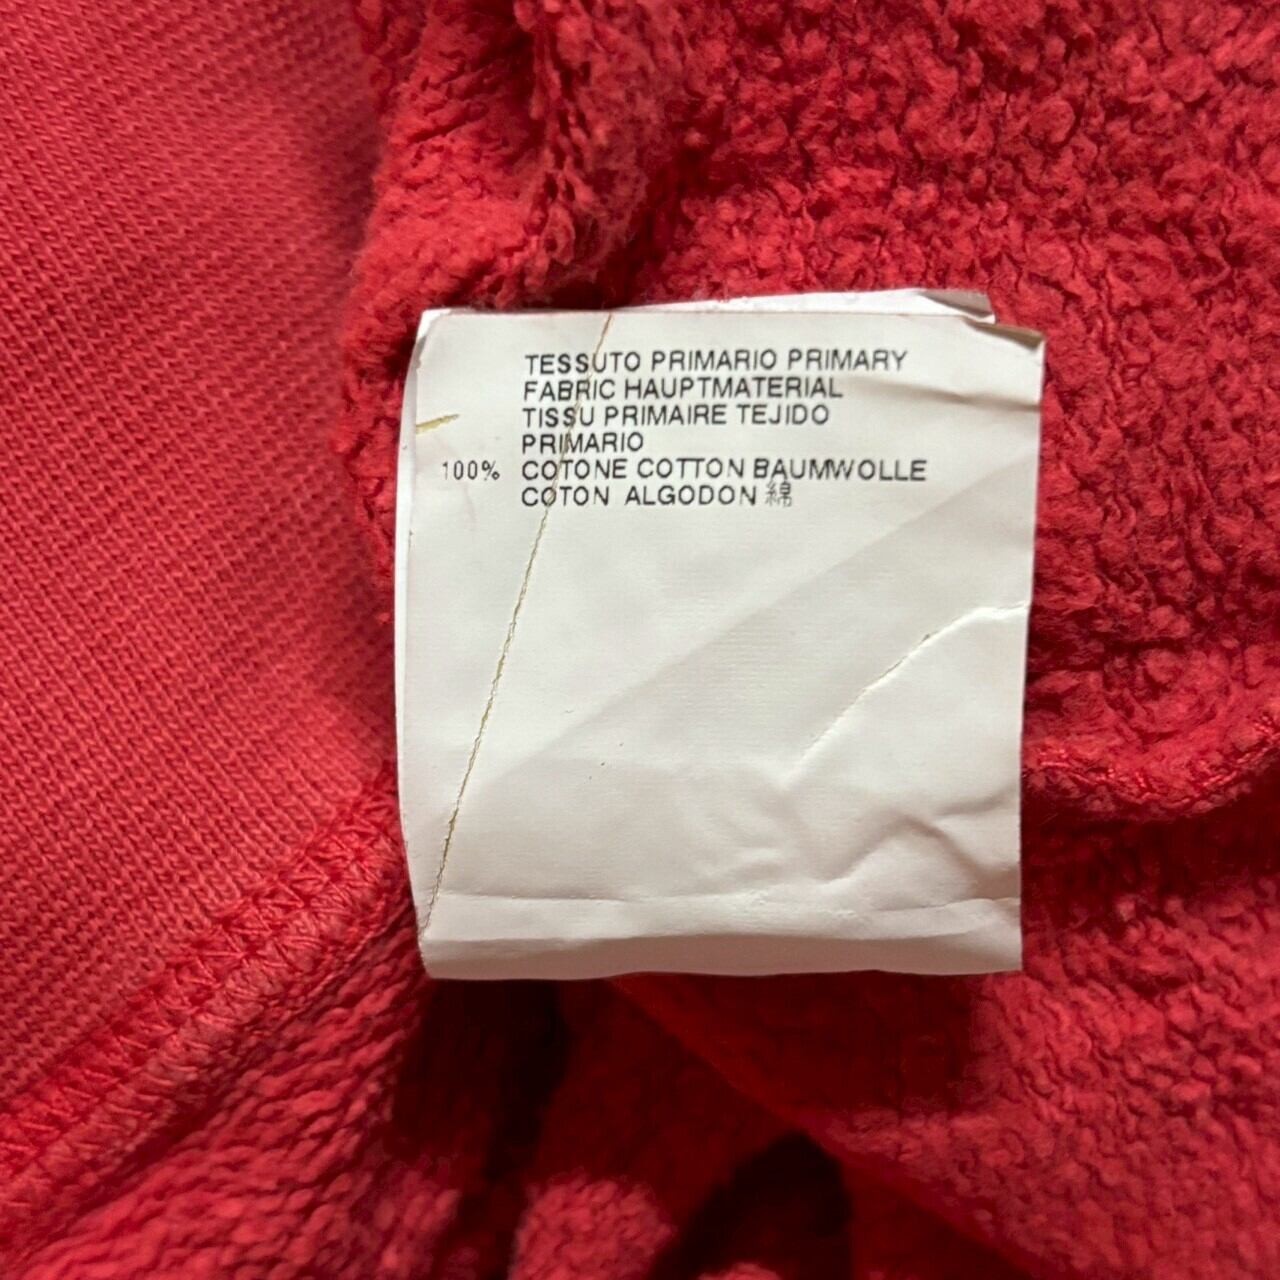 TESSUTO PRIMARIO PRIMARY
FABRIC HAUPTMATERIAL
TISSU PRIMAIRE TEJIDO
PRIMARIO
100% COTONE COTTON BAUMWOLLE
COTON ALGODON 綿